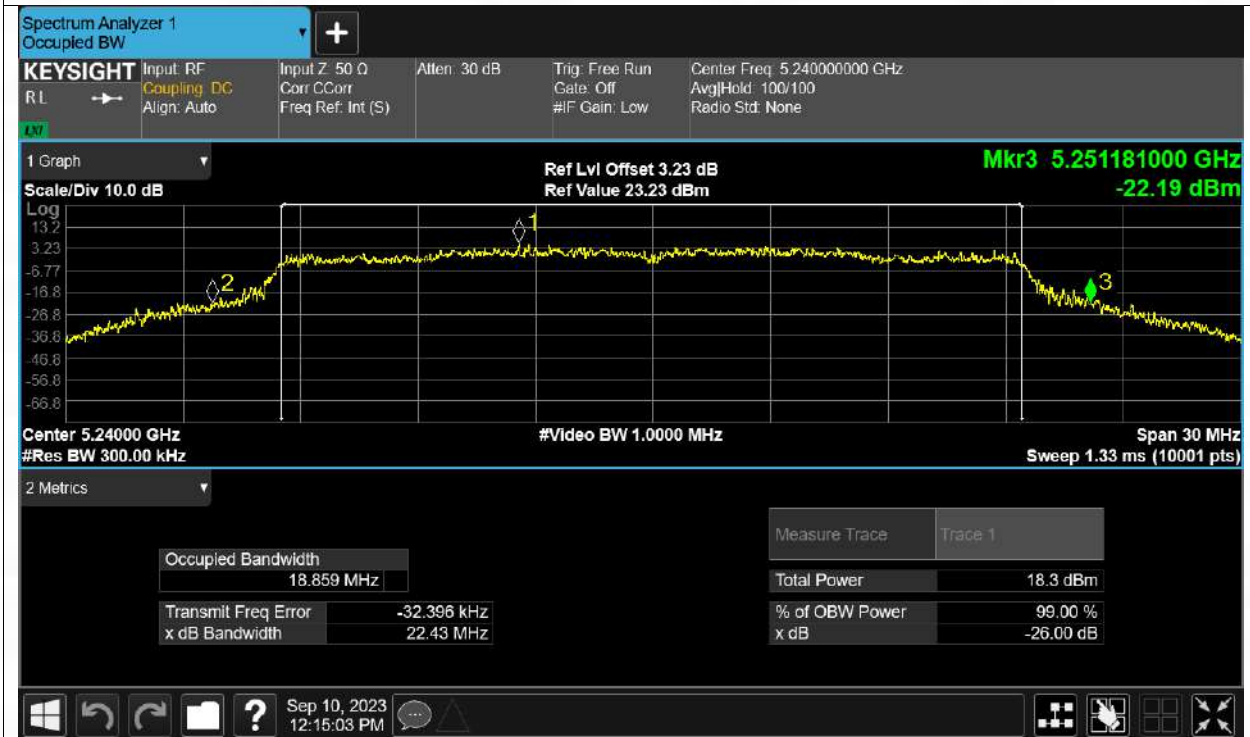 Spectrum Analyzer 1
Occupied BW
+
KEYSIGHT
RL
LXI
Input: RF
Coupling: DC
Align: Auto
Input Z: 50 Ω
Corr CCorr
Freq Ref: Int (S)
Atten: 30 dB
Trig: Free Run
Gate: Off
#IF Gain: Low
Center Freq: 5.240000000 GHz
Avg|Hold: 100/100
Radio Std: None
1 Graph
Scale/Div 10.0 dB
Ref Lvl Offset 3.23 dB
Ref Value 23.23 dBm
Mkr3 5.251181000 GHz
-22.19 dBm
Log
13.2
3.23
-6.77
-16.8
-26.8
-36.8
-46.8
-56.8
-66.8
1
2
3
Center 5.24000 GHz
#Res BW 300.00 kHz
#Video BW 1.0000 MHz
Span 30 MHz
Sweep 1.33 ms (10001 pts)
2 Metrics
Measure Trace Trace 1
Occupied Bandwidth
18.859 MHz
Total Power 18.3 dBm
Transmit Freq Error -32.396 kHz
% of OBW Power 99.00 %
x dB Bandwidth 22.43 MHz
x dB -26.00 dB
?
Sep 10, 2023
12:15:03 PM